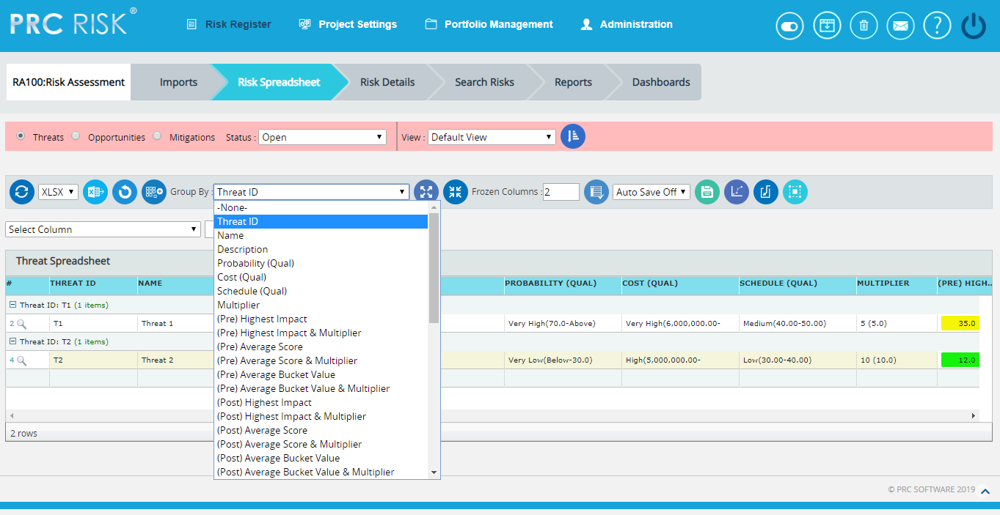 PRC RISK®
Risk Register
Project Settings
Portfolio Management
Administration
?
RA100:Risk Assessment
Imports
Risk Spreadsheet
Risk Details
Search Risks
Reports
Dashboards
Threats
Opportunities
Mitigations
Status :
Open
View :
Default View
XLSX
Group By :
Threat ID
Frozen Columns :
2
Auto Save Off
-None-
Threat ID
Name
Description
Probability (Qual)
Cost (Qual)
Schedule (Qual)
Multiplier
(Pre) Highest Impact
(Pre) Highest Impact & Multiplier
(Pre) Average Score
(Pre) Average Score & Multiplier
(Pre) Average Bucket Value
(Pre) Average Bucket Value & Multiplier
(Post) Highest Impact
(Post) Highest Impact & Multiplier
(Post) Average Score
(Post) Average Score & Multiplier
(Post) Average Bucket Value
(Post) Average Bucket Value & Multiplier
Select Column
Threat Spreadsheet
# THREAT ID NAME PROBABILITY (QUAL) COST (QUAL) SCHEDULE (QUAL) MULTIPLIER (PRE) HIGH..
Threat ID: T1 (1 items)
2 T1 Threat 1 Very High(70.0-Above) Very High(6,000,000.00- Medium(40.00-50.00) 5 (5.0) 35.0
Threat ID: T2 (1 items)
4 T2 Threat 2 Very Low(Below-30.0) High(5,000,000.00- Low(30.00-40.00) 10 (10.0) 12.0
2 rows
© PRC SOFTWARE 2019